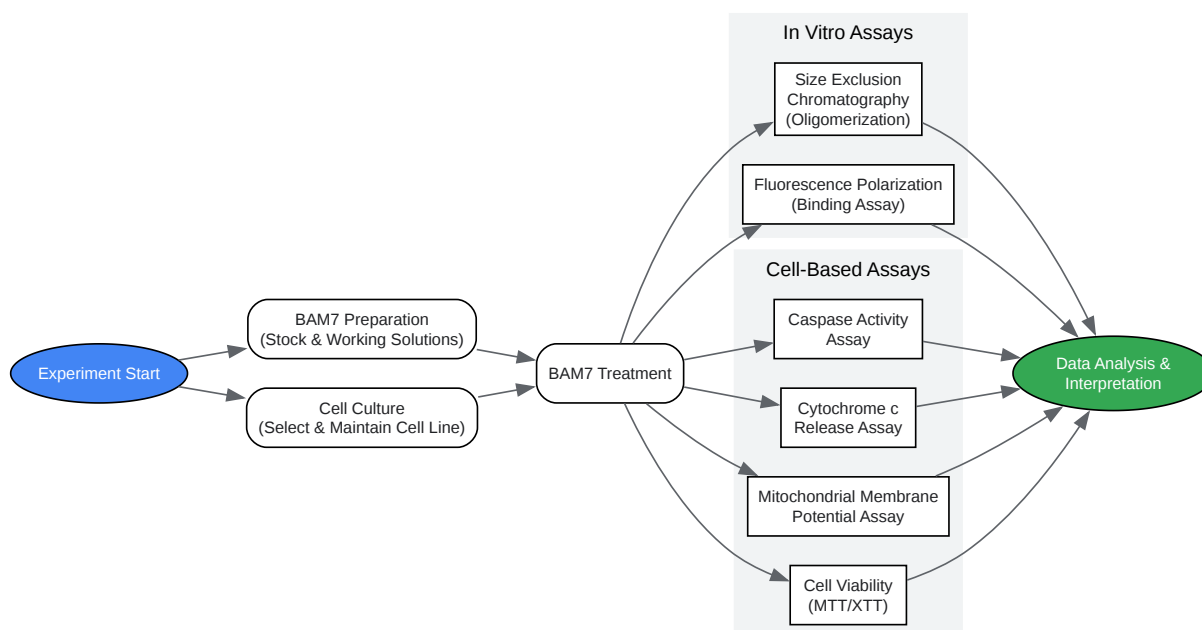 Experiment Start
BAM7 Preparation
(Stock & Working Solutions)
Cell Culture
(Select & Maintain Cell Line)
BAM7 Treatment
In Vitro Assays
Size Exclusion
Chromatography
(Oligomerization)
Fluorescence Polarization
(Binding Assay)
Cell-Based Assays
Caspase Activity
Assay
Cytochrome c
Release Assay
Mitochondrial Membrane
Potential Assay
Cell Viability
(MTT/XTT)
Data Analysis &
Interpretation